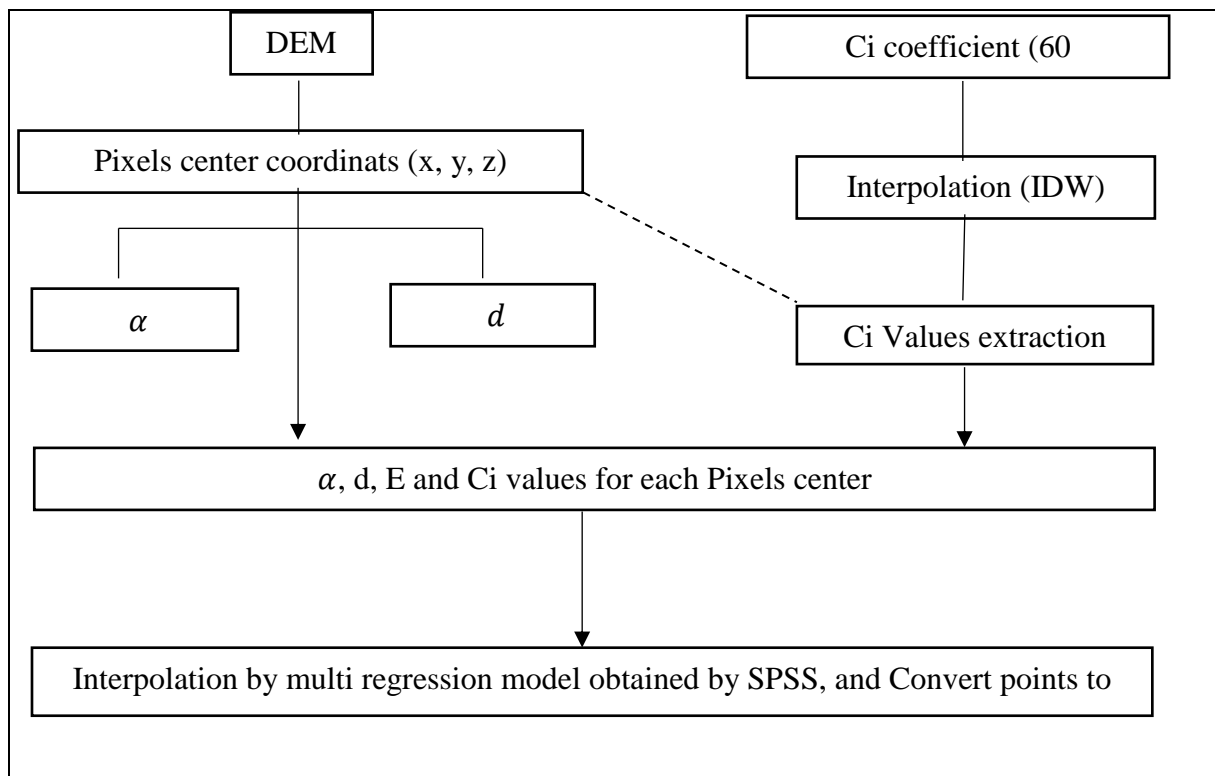 DEM
Ci coefficient (60
Pixels center coordinats (x, y, z)
Interpolation (IDW)
α
d
Ci Values extraction
α, d, E and Ci values for each Pixels center
Interpolation by multi regression model obtained by SPSS, and Convert points to